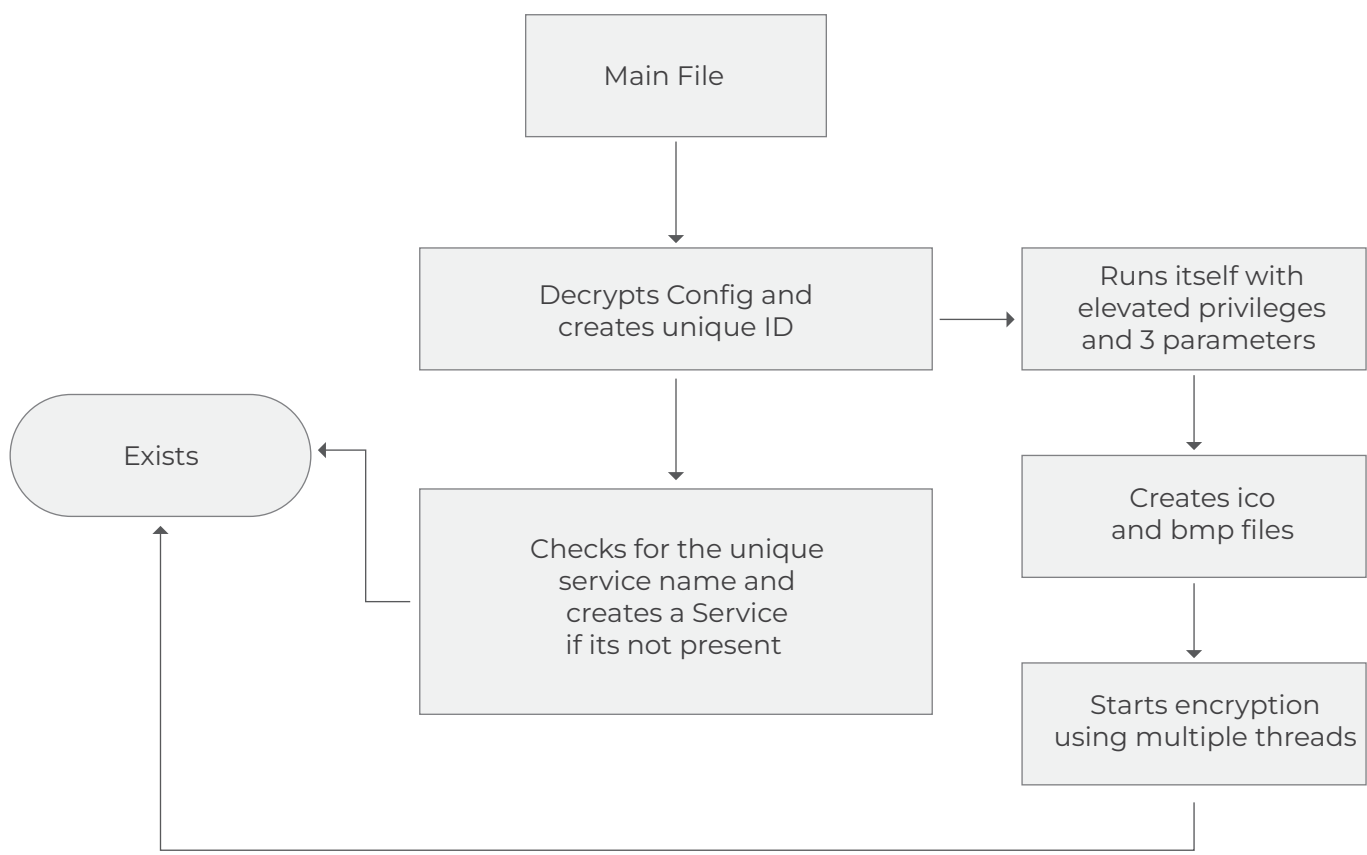 Main File
Decrypts Config and
creates unique ID
Runs itself with
elevated privileges
and 3 parameters
Exists
Checks for the unique
service name and
creates a Service
if its not present
Creates ico
and bmp files
Starts encryption
using multiple threads